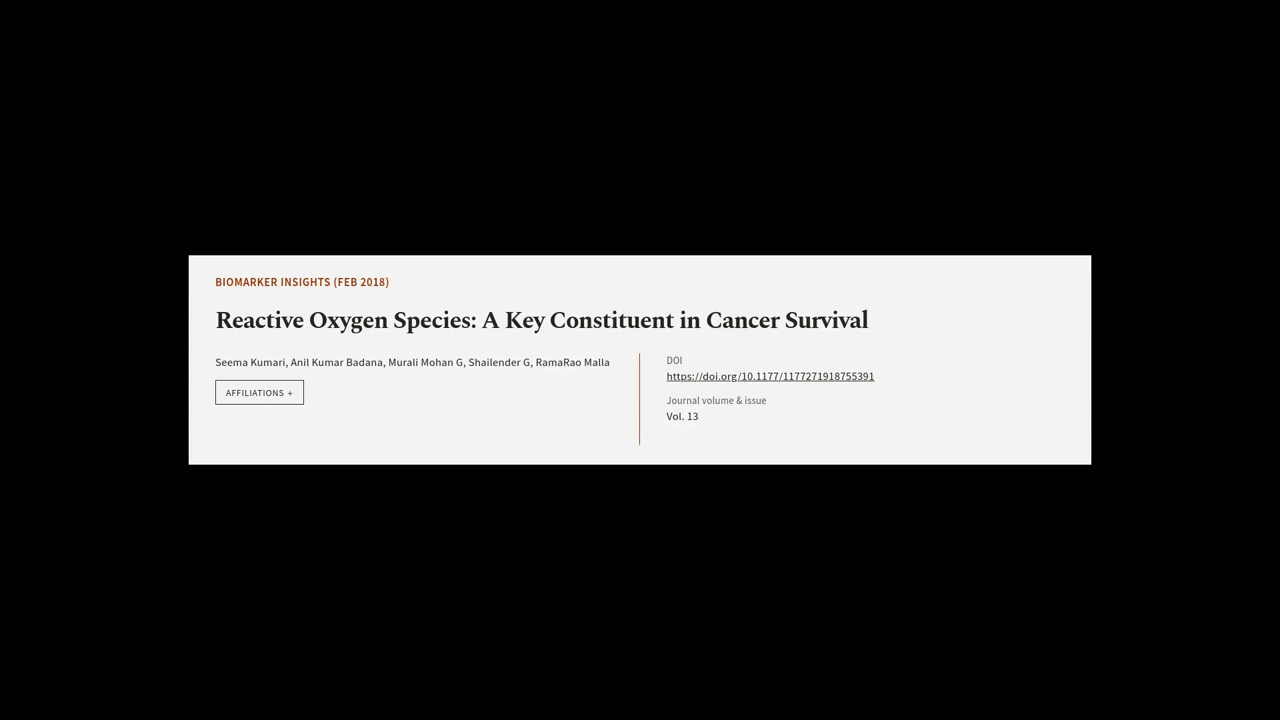 BIOMARKER INSIGHTS (FEB 2018)
Reactive Oxygen Species: A Key Constituent in Cancer Survival
Seema Kumari, Anil Kumar Badana, Murali Mohan G, Shailender G, RamaRao Malla
AFFILIATIONS +
DOI
https://doi.org/10.1177/1177271918755391
Journal volume & issue
Vol. 13